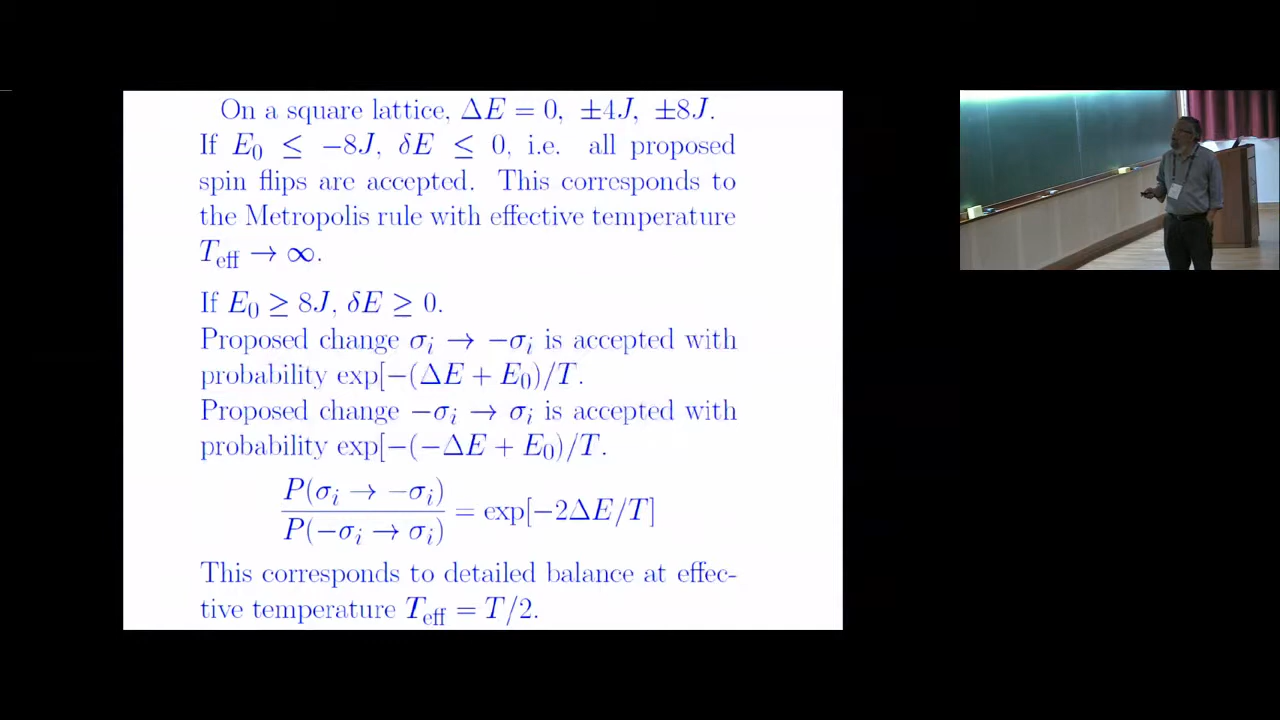 On a square lattice, ΔE = 0, ±4J, ±8J.
If E₀ ≤ −8J, δE ≤ 0, i.e. all proposed
spin flips are accepted. This corresponds to
the Metropolis rule with effective temperature
T_eff → ∞.
If E₀ ≥ 8J, δE ≥ 0.
Proposed change σᵢ → −σᵢ is accepted with
probability exp[−(ΔE + E₀)/T.
Proposed change −σᵢ → σᵢ is accepted with
probability exp[−(−ΔE + E₀)/T.
P(σᵢ → −σᵢ)
P(−σᵢ → σᵢ) = exp[−2ΔE/T]
This corresponds to detailed balance at effec-
tive temperature T_eff = T/2.